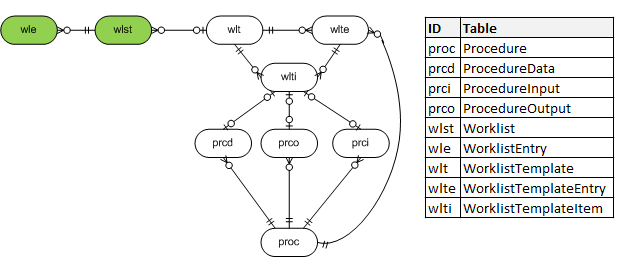 wle
wlst
wlt
wlte
wlti
prcd
prco
prci
proc
ID Table
proc Procedure
prcd ProcedureData
prci ProcedureInput
prco ProcedureOutput
wlst Worklist
wle WorklistEntry
wlt WorklistTemplate
wlte WorklistTemplateEntry
wlti WorklistTemplateItem